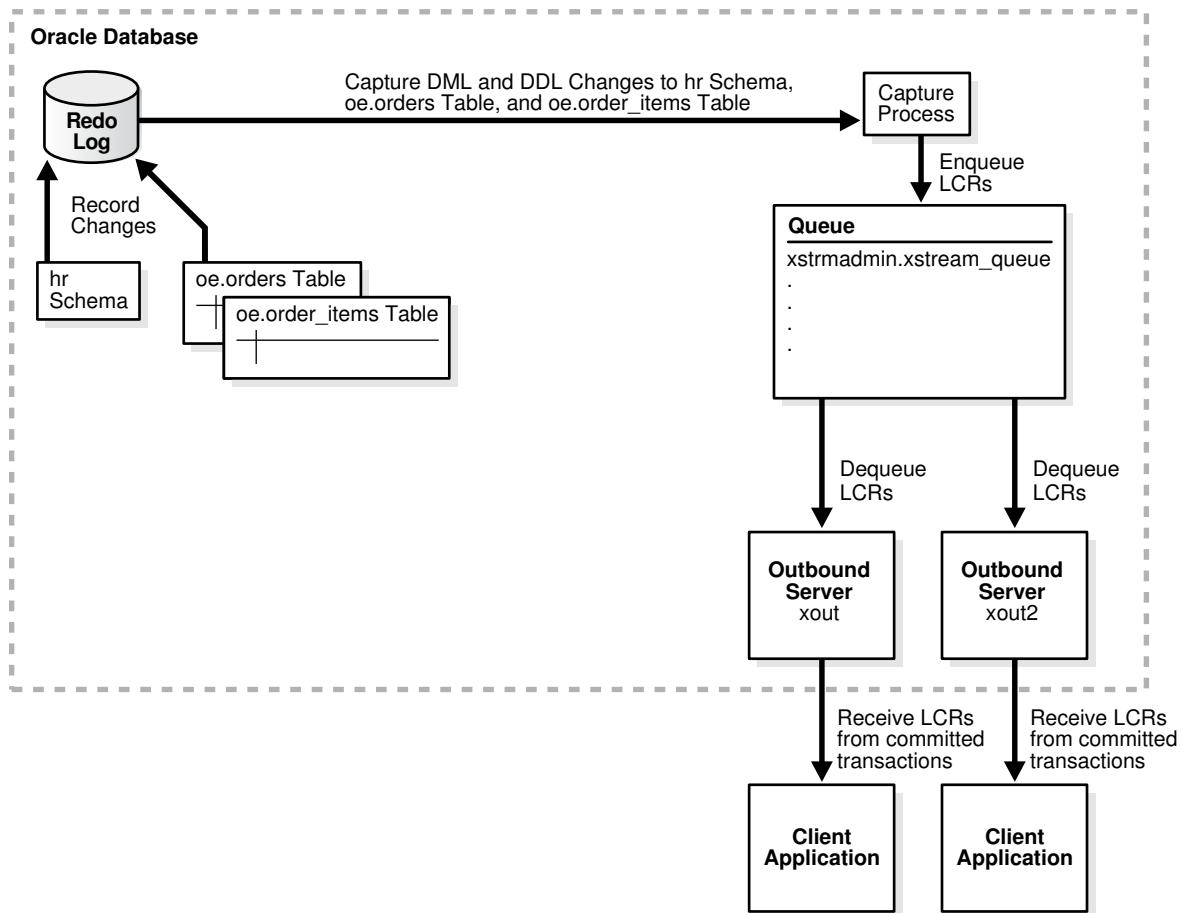 Oracle Database
Capture DML and DDL Changes to hr Schema,
oe.orders Table, and oe.order_items Table
Redo
Log
Capture
Process
Enqueue
LCRs
Record
Changes
Queue
xstrmadmin.xstream_queue
.
.
.
.
hr
Schema
oe.orders Table
oe.order_items Table
Dequeue
LCRs
Dequeue
LCRs
Outbound
Server
xout
Outbound
Server
xout2
Receive LCRs
from committed
transactions
Receive LCRs
from committed
transactions
Client
Application
Client
Application